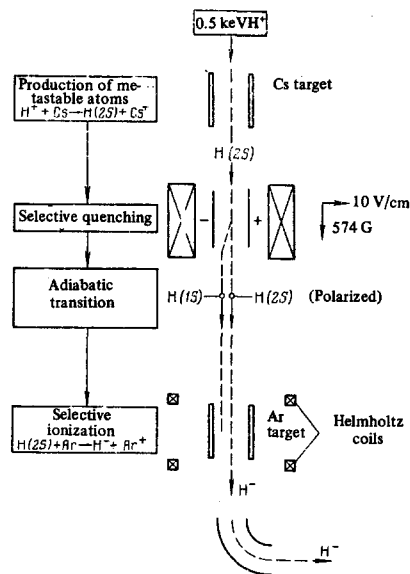 0.5 keVH⁺
Production of me-
tastable atoms
H⁺ + Cs→H(2S)+ Cs⁺
Cs target
H(2S)
Selective quenching
−
+
10 V/cm
574 G
Adiabatic
transition
H(1S)
H(2S)
(Polarized)
Selective
ionization
H(2S)+Ar→H⁻+ Ar⁺
Ar
target
Helmholtz
coils
H⁻
H⁻